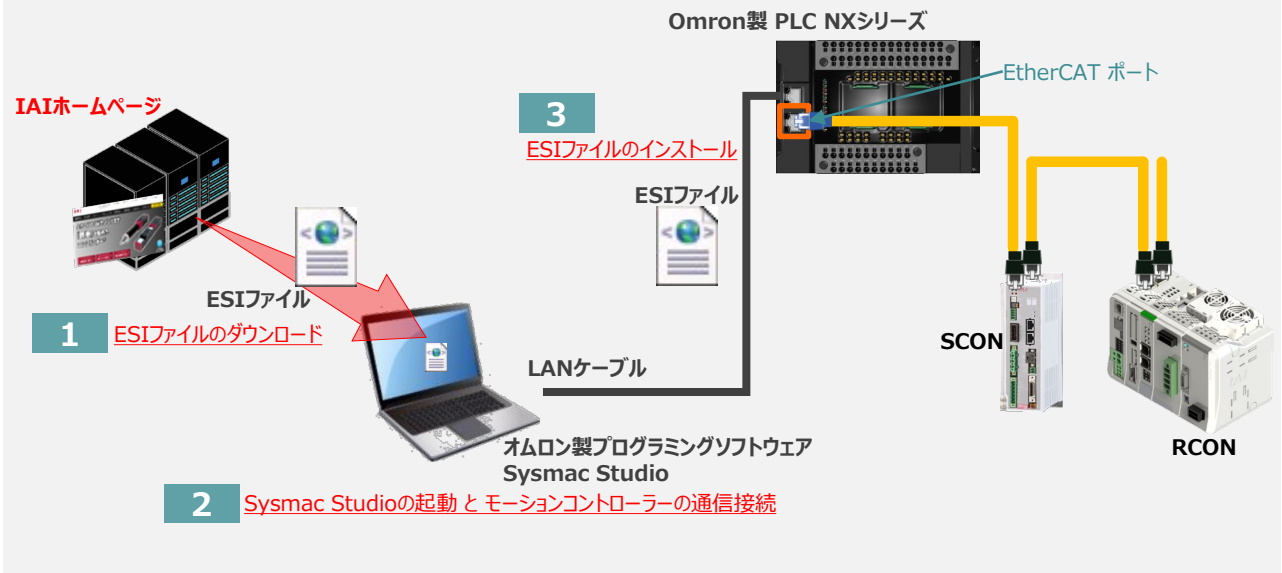 Omron製 PLC NXシリーズ
EtherCAT ポート
IAIホームページ
3
ESIファイルのインストール
ESIファイル
ESIファイル
1
ESIファイルのダウンロード
LANケーブル
SCON
RCON
オムロン製プログラミングソフトウェア
Sysmac Studio
2
Sysmac Studioの起動 と モーションコントローラーの通信接続